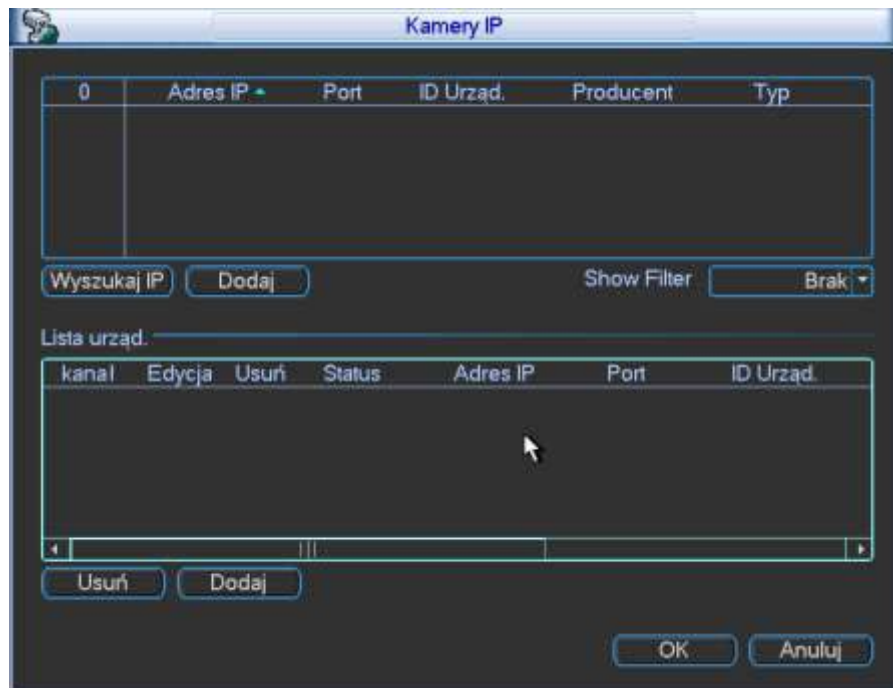 Kamery IP
0 Adres IP Port ID Urząd. Producent Typ
Wyszukaj IP Dodaj Show Filter Brak
Lista urząd.
kanał Edycja Usuń Status Adres IP Port ID Urząd.
Usuń Dodaj
OK Anuluj